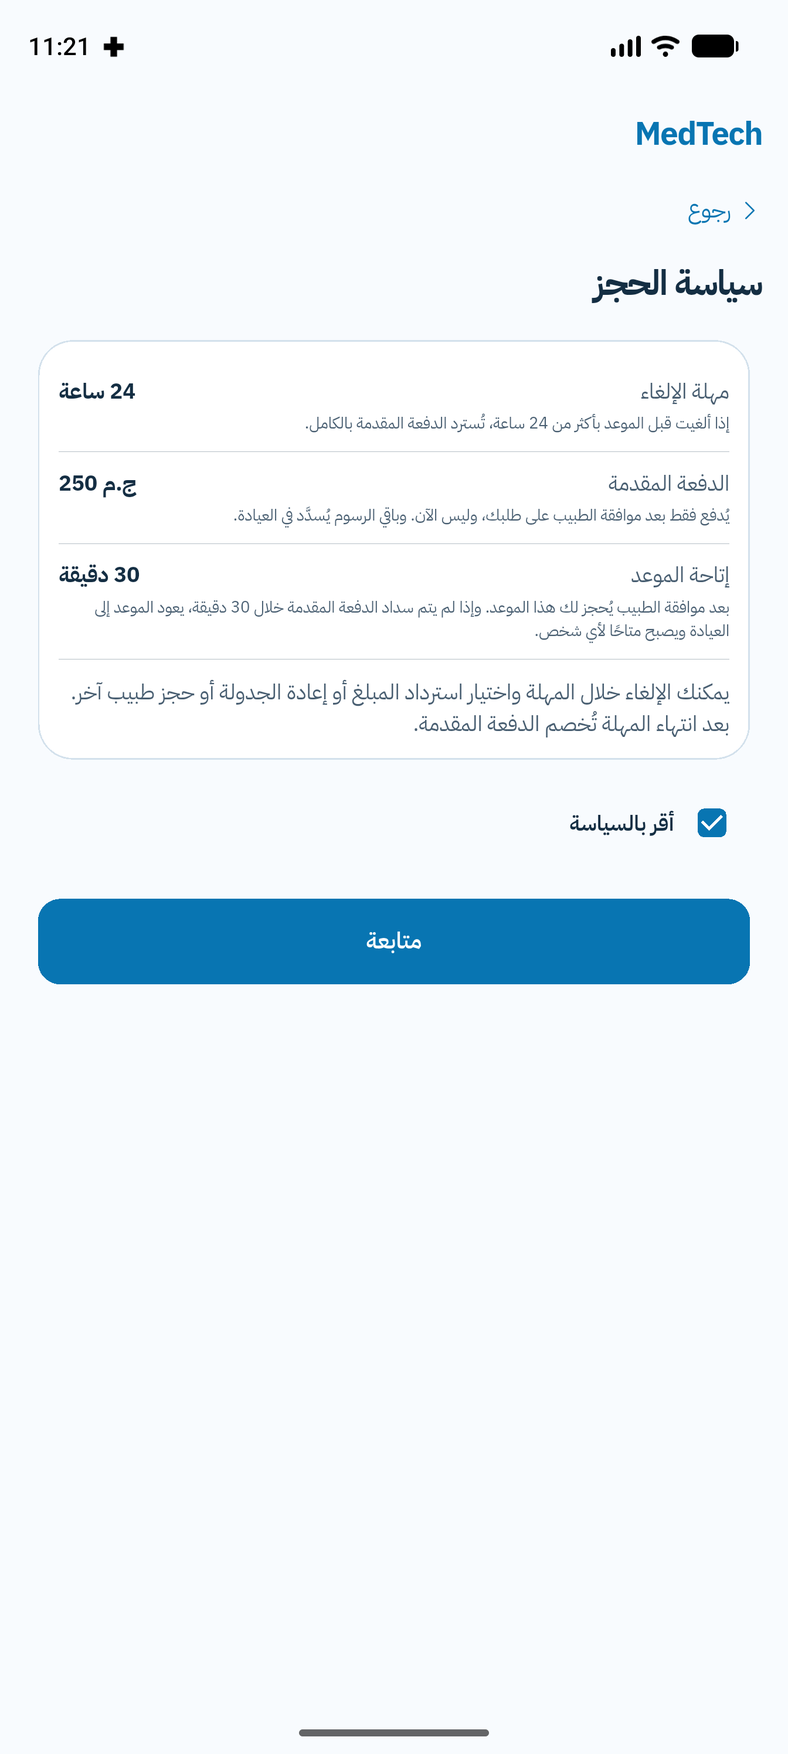 11:21
MedTech
رجوع
سياسة الحجز
مهلة الإلغاء
24 ساعة
إذا ألغيت قبل الموعد بأكثر من 24 ساعة، تُسترد الدفعة المقدمة بالكامل.
الدفعة المقدمة
250 ج.م
يُدفع فقط بعد موافقة الطبيب على طلبك، وليس الآن. وباقي الرسوم يُسدَّد في العيادة.
إتاحة الموعد
30 دقيقة
بعد موافقة الطبيب يُحجز لك هذا الموعد. وإذا لم يتم سداد الدفعة المقدمة خلال 30 دقيقة، يعود الموعد إلى
العيادة ويصبح متاحًا لأي شخص.
يمكنك الإلغاء خلال المهلة واختيار استرداد المبلغ أو إعادة الجدولة أو حجز طبيب آخر.
بعد انتهاء المهلة تُخصم الدفعة المقدمة.
أقر بالسياسة
متابعة